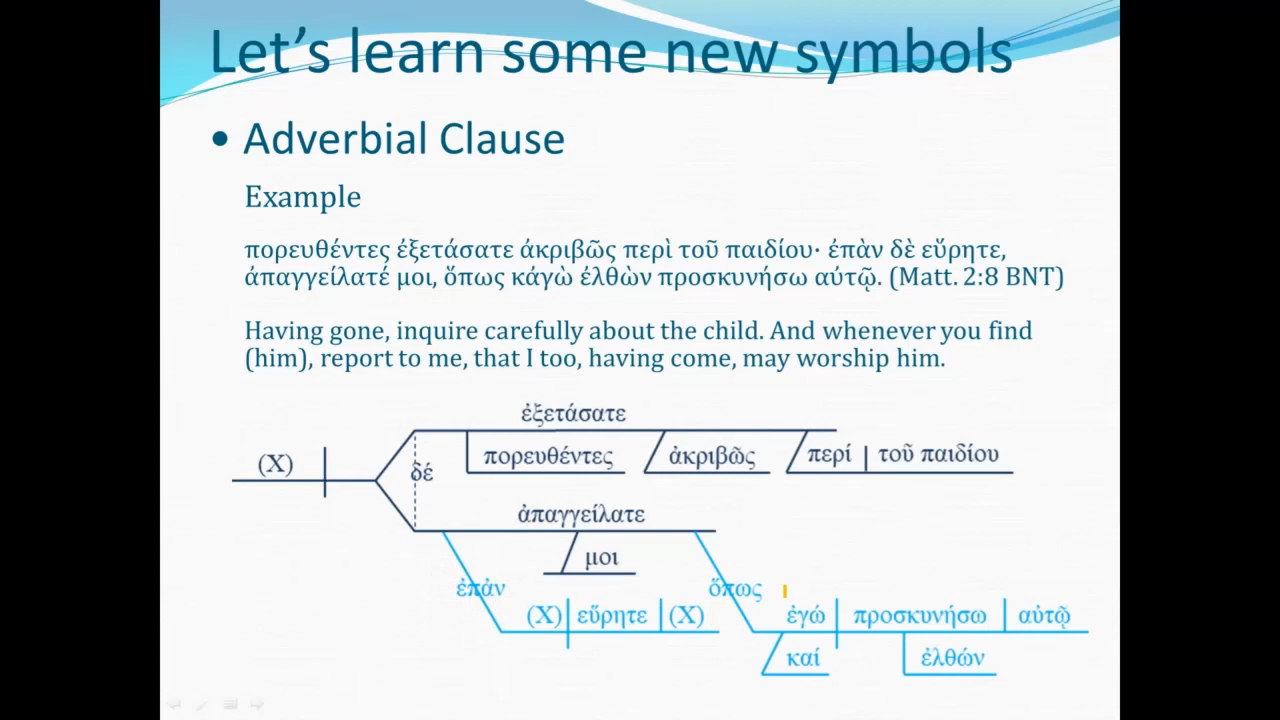 Let's learn some new symbols
• Adverbial Clause
Example
πορευθέντες ἐξετάσατε ἀκριβῶς περὶ τοῦ παιδίου· ἐπὰν δὲ εὕρητε,
ἀπαγγείλατέ μοι, ὅπως κἀγὼ ἐλθὼν προσκυνήσω αὐτῷ. (Matt. 2:8 BNT)
Having gone, inquire carefully about the child. And whenever you find
(him), report to me, that I too, having come, may worship him.
ἐξετάσατε
(X)
δέ
πορευθέντες
ἀκριβῶς
περί
τοῦ παιδίου
ἀπαγγείλατε
μοι
ἐπὰν
ὅπως
(X) εὕρητε (X)
ἐγώ προσκυνήσω αὐτῷ
καί
ἐλθών